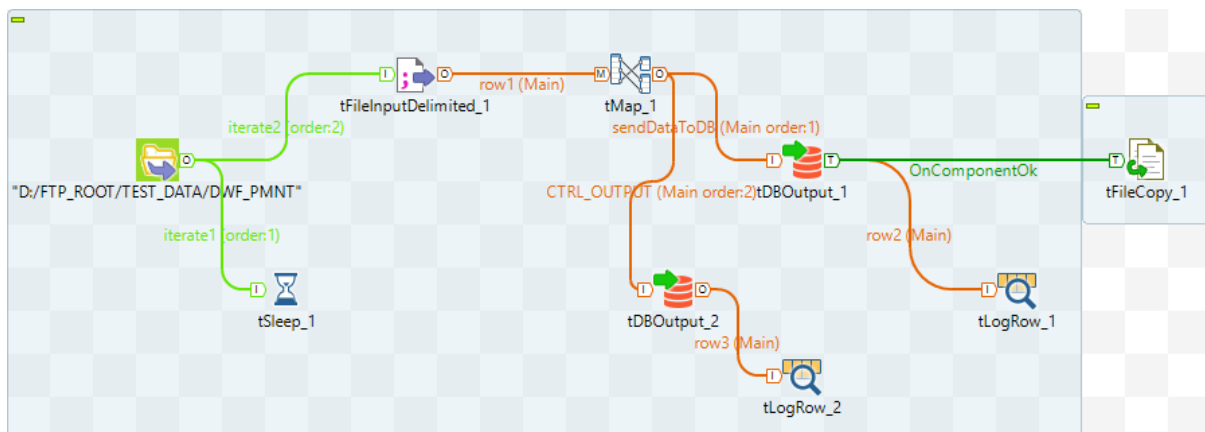 tFileInputDelimited_1
row1 (Main)
tMap_1
iterate2 (order:2)
sendDataToDB (Main order:1)
"D:/FTP_ROOT/TEST_DATA/DWF_PMNT"
CTRL_OUTPUT (Main order:2)
tDBOutput_1
OnComponentOk
tFileCopy_1
iterate1 (order:1)
row2 (Main)
tSleep_1
tDBOutput_2
tLogRow_1
row3 (Main)
tLogRow_2
I
O
M
O
O
I
T
T
I
I
O
I
I